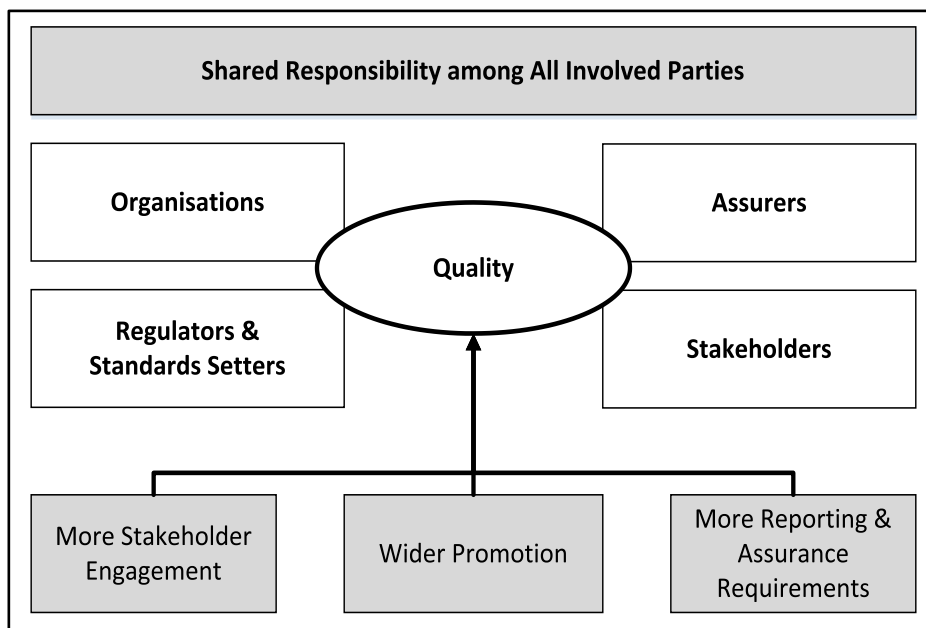 Shared Responsibility among All Involved Parties
Organisations
Assurers
Quality
Regulators &
Standards Setters
Stakeholders
More Stakeholder
Engagement
Wider Promotion
More Reporting &
Assurance
Requirements